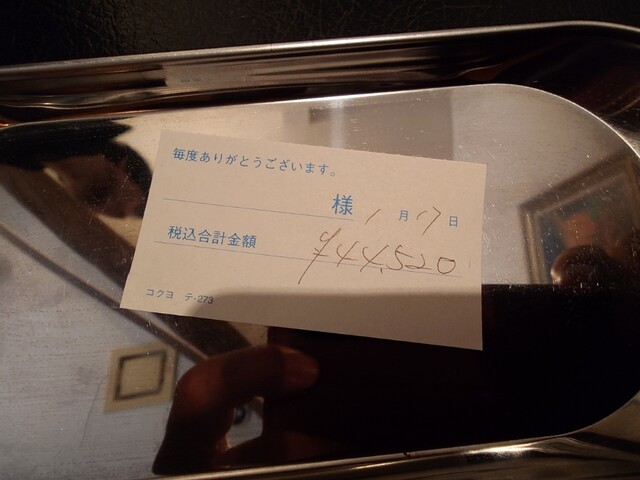 毎度ありがとうございます。
様 1月17日
税込合計金額 ¥44,520
コクヨ テ-273